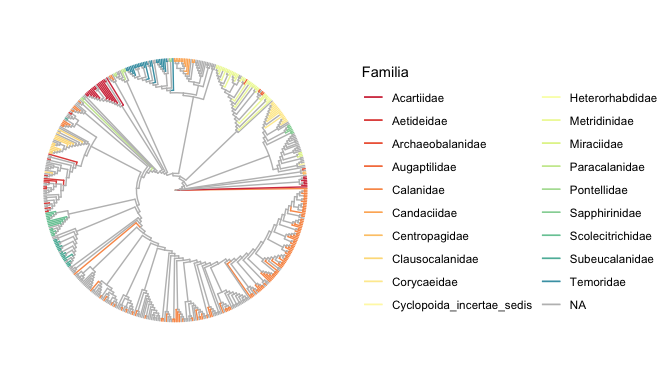 Familia
Acartiidae
Aetideidae
Archaeobalanidae
Augaptilidae
Calanidae
Candaciidae
Centropagidae
Clausocalanidae
Corycaeidae
Cyclopoida_incertae_sedis
Heterorhabdidae
Metridinidae
Miraciidae
Paracalanidae
Pontellidae
Sapphirinidae
Scolecitrichidae
Subeucalanidae
Temoridae
NA